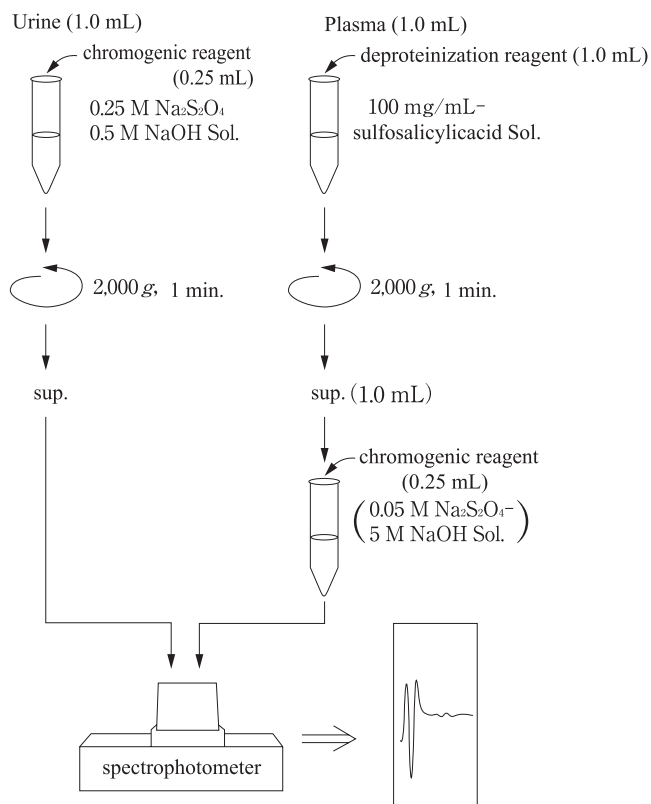 Urine (1.0 mL)
chromogenic reagent
(0.25 mL)
0.25 M Na₂S₂O₄
0.5 M NaOH Sol.
2,000 g, 1 min.
sup.
Plasma (1.0 mL)
deproteinization reagent (1.0 mL)
100 mg/mL-
sulfosalicylicacid Sol.
2,000 g, 1 min.
sup. (1.0 mL)
chromogenic reagent
(0.25 mL)
(0.05 M Na₂S₂O₄-
5 M NaOH Sol.)
spectrophotometer